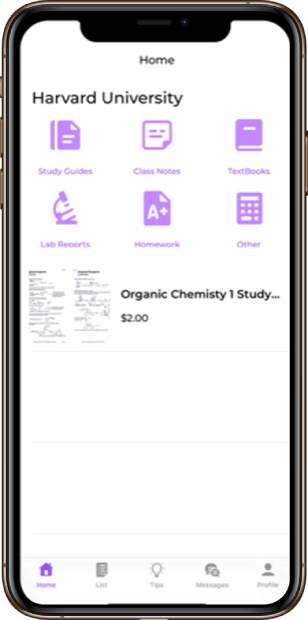 Home
Harvard University
Study Guides
Class Notes
TextBooks
Lab Reports
Homework
Other
Organic Chemisty 1 Study...
$2.00
Home
List
Tips
Messages
Profile